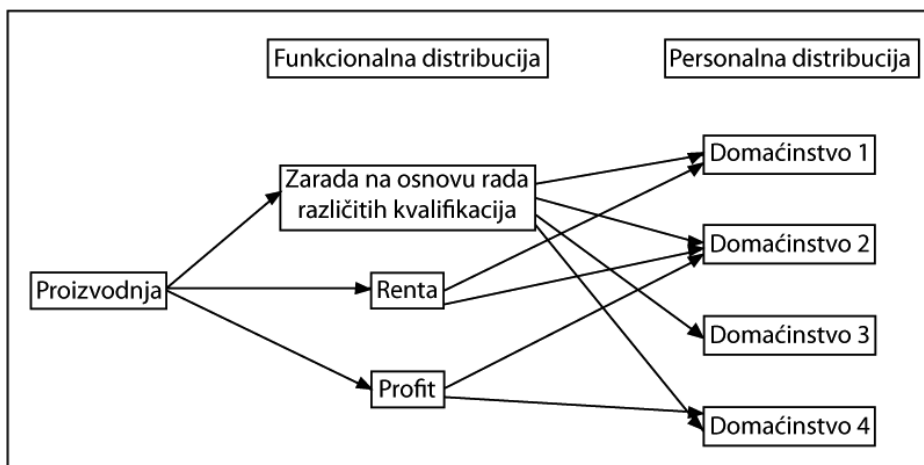 Funkcionalna distribucija
Personalna distribucija
Zarada na osnovu rada
različitih kvalifikacija
Proizvodnja
Renta
Profit
Domaćinstvo 1
Domaćinstvo 2
Domaćinstvo 3
Domaćinstvo 4